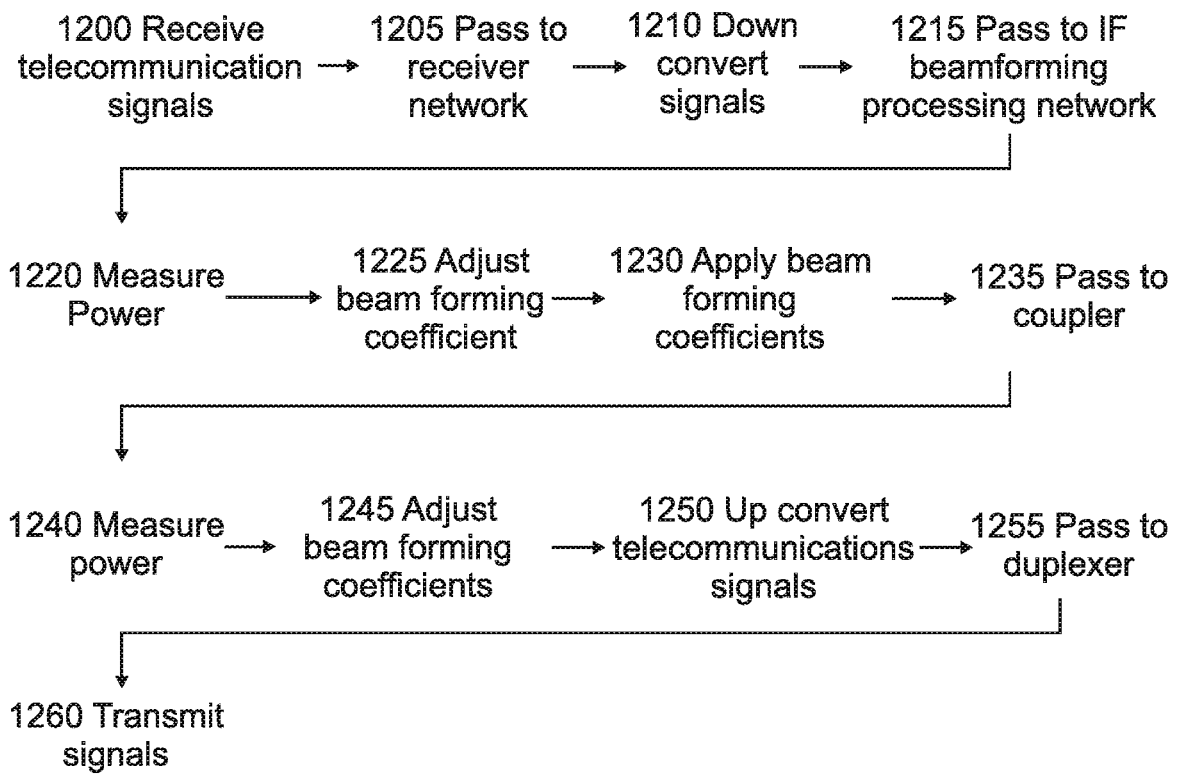 1200 Receive
telecommunication
signals
1205 Pass to
receiver
network
1210 Down
convert
signals
1215 Pass to IF
beamforming
processing network
1220 Measure
Power
1225 Adjust
beam forming
coefficient
1230 Apply beam
forming
coefficients
1235 Pass to
coupler
1240 Measure
power
1245 Adjust
beam forming
coefficients
1250 Up convert
telecommunications
signals
1255 Pass to
duplexer
1260 Transmit
signals